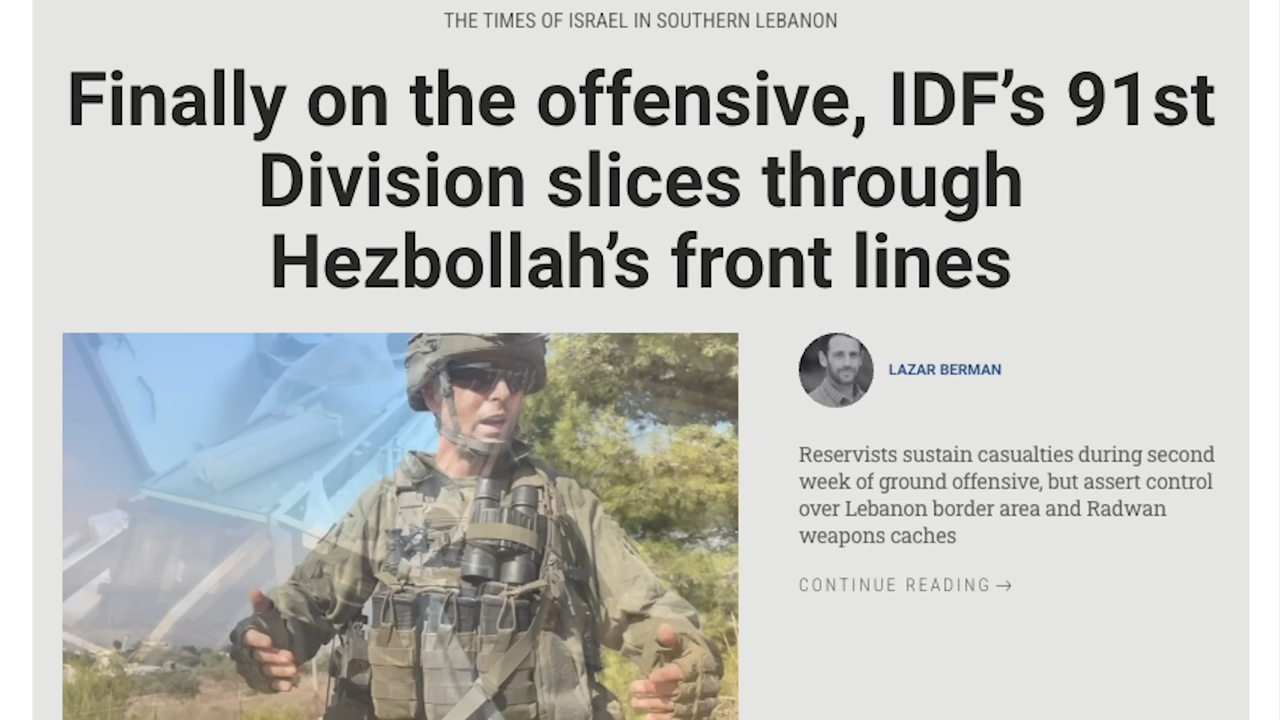 THE TIMES OF ISRAEL IN SOUTHERN LEBANON
Finally on the offensive, IDF’s 91st
Division slices through
Hezbollah’s front lines
LAZAR BERMAN
Reservists sustain casualties during second
week of ground offensive, but assert control
over Lebanon border area and Radwan
weapons caches
CONTINUE READING →